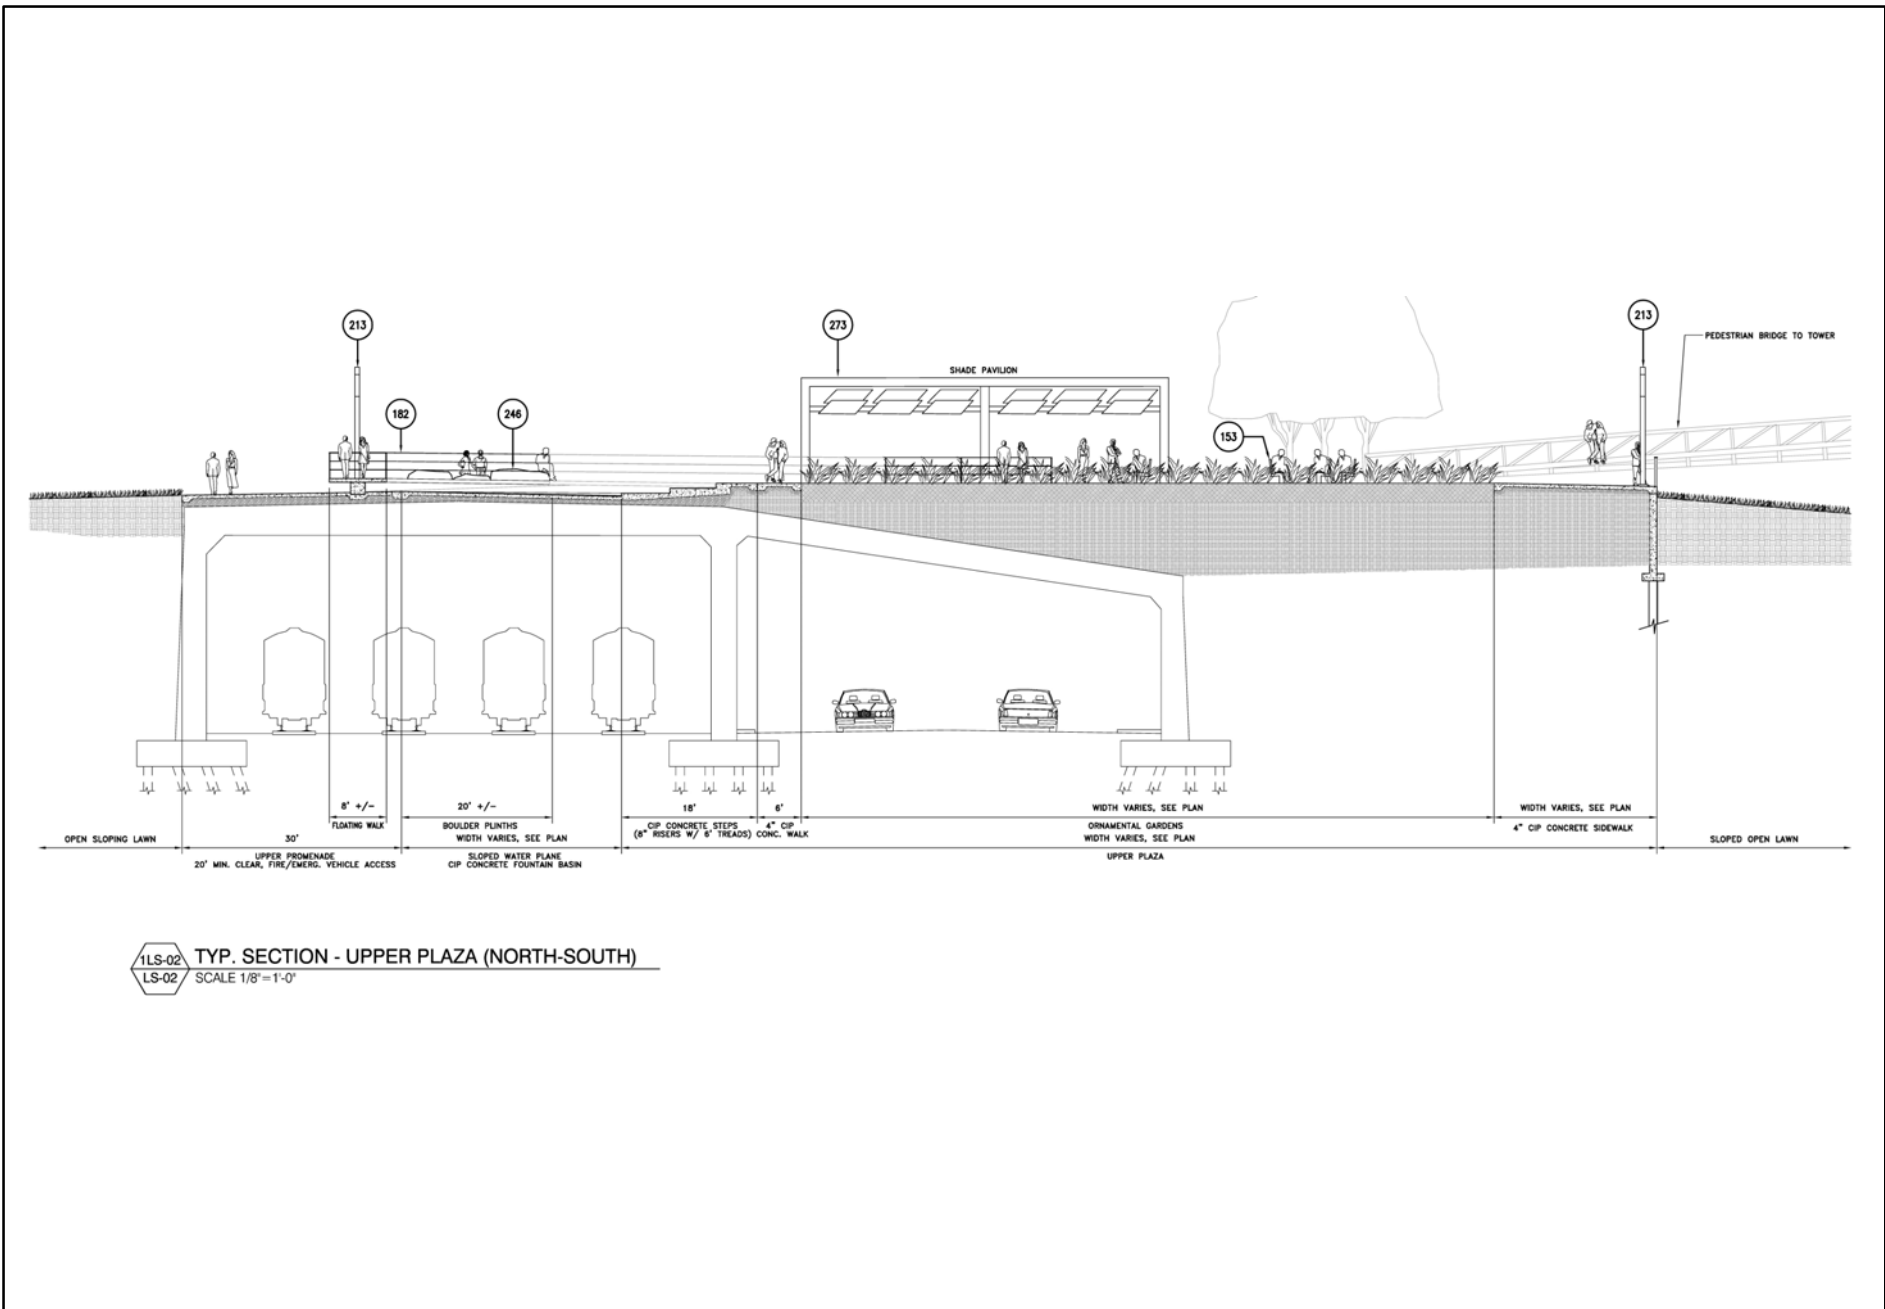 213
273
213
PEDESTRIAN BRIDGE TO TOWER
SHADE PAVILION
182
246
153
8' +/-
FLOATING WALK
20' +/-
BOULDER PLINTHS
18'
CIP CONCRETE STEPS
(8" RISERS W/ 6' TREADS)
6'
4" CIP
CONC. WALK
WIDTH VARIES, SEE PLAN
ORNAMENTAL GARDENS
WIDTH VARIES, SEE PLAN
4" CIP CONCRETE SIDEWALK
OPEN SLOPING LAWN
30'
UPPER PROMENADE
20' MIN. CLEAR, FIRE/EMERG. VEHICLE ACCESS
WIDTH VARIES, SEE PLAN
SLOPED WATER PLANE
CIP CONCRETE FOUNTAIN BASIN
WIDTH VARIES, SEE PLAN
UPPER PLAZA
SLOPED OPEN LAWN
1LS-02
LS-02
TYP. SECTION - UPPER PLAZA (NORTH-SOUTH)
SCALE 1/8"=1'-0"